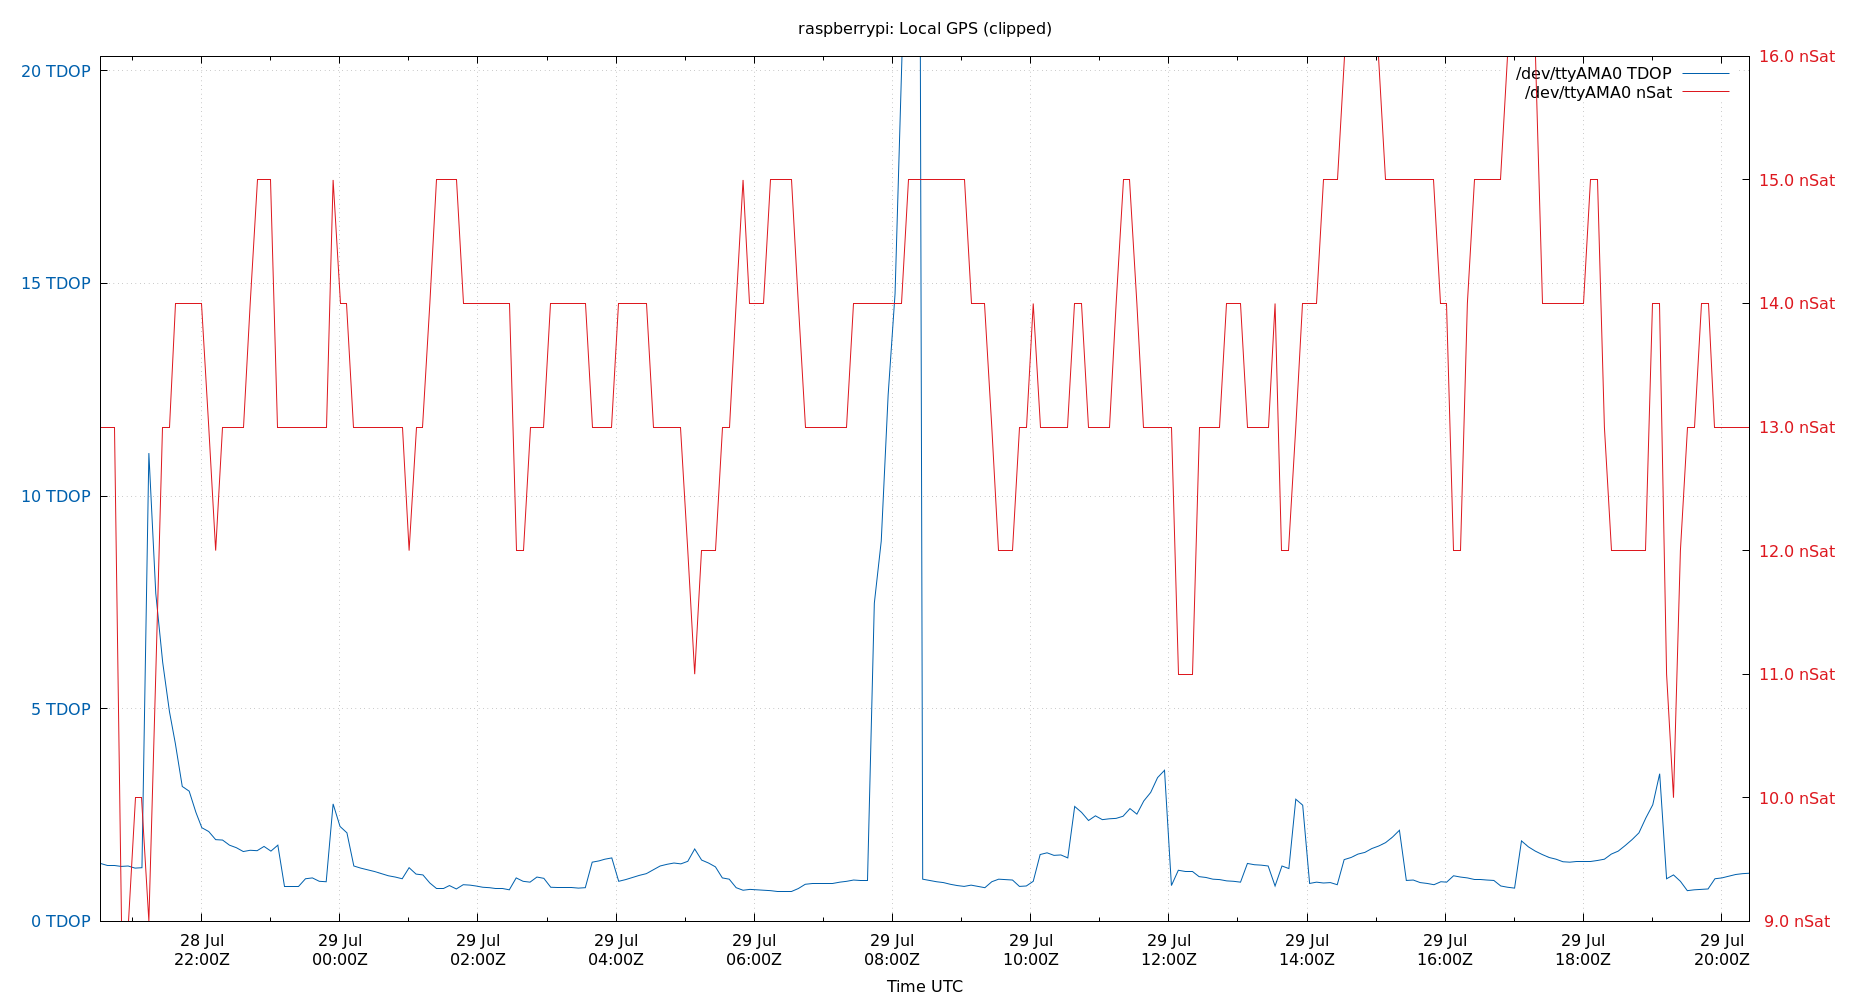 raspberrypi: Local GPS (clipped)
20 TDOP
15 TDOP
10 TDOP
5 TDOP
0 TDOP
16.0 nSat
15.0 nSat
14.0 nSat
13.0 nSat
12.0 nSat
11.0 nSat
10.0 nSat
9.0 nSat
/dev/ttyAMA0 TDOP
/dev/ttyAMA0 nSat
28 Jul
22:00Z
29 Jul
00:00Z
29 Jul
02:00Z
29 Jul
04:00Z
29 Jul
06:00Z
29 Jul
08:00Z
29 Jul
10:00Z
29 Jul
12:00Z
29 Jul
14:00Z
29 Jul
16:00Z
29 Jul
18:00Z
29 Jul
20:00Z
Time UTC